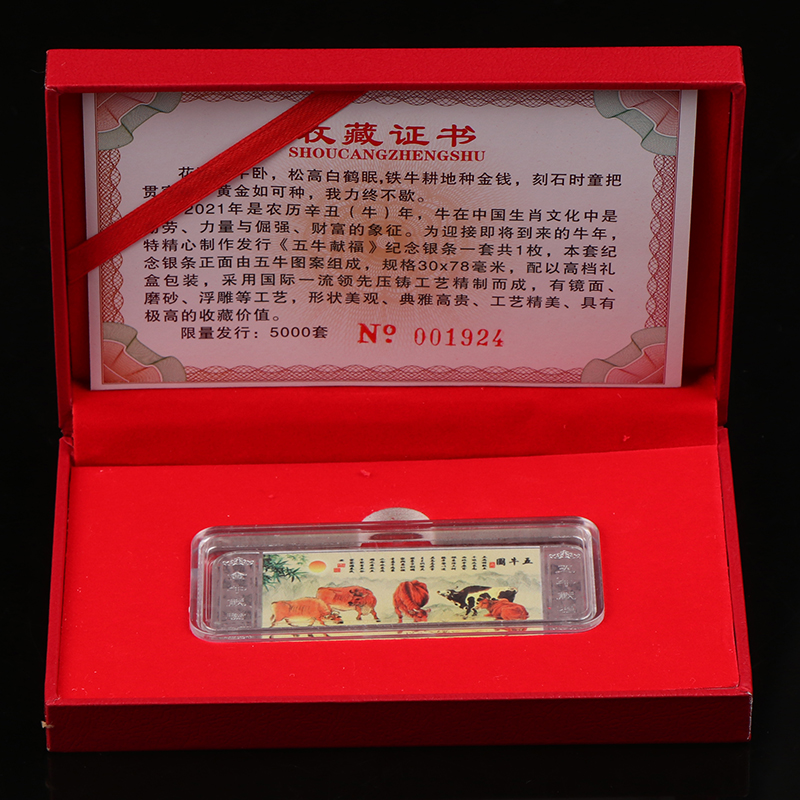 收藏证书
SHOUCANGZHENGSHU
花 牛卧，松高白鹤眠,铁牛耕地种金钱，刻石时童把
贯 黄金如可种，我力终不歇。
2021年是农历辛丑（牛）年，牛在中国生肖文化中是
劳、力量与倔强、财富的象征。为迎接即将到来的牛年，
特精心制作发行《五牛献福》纪念银条一套共1枚，本套纪
念银条正面由五牛图案组成，规格30x78毫米，配以高档礼
盒包装，采用国际一流领先压铸工艺精制而成，有镜面、
磨砂、浮雕等工艺，形状美观、典雅高贵、工艺精美、具有
极高的收藏价值。
限量发行：5000套 Nº 001924
五牛图